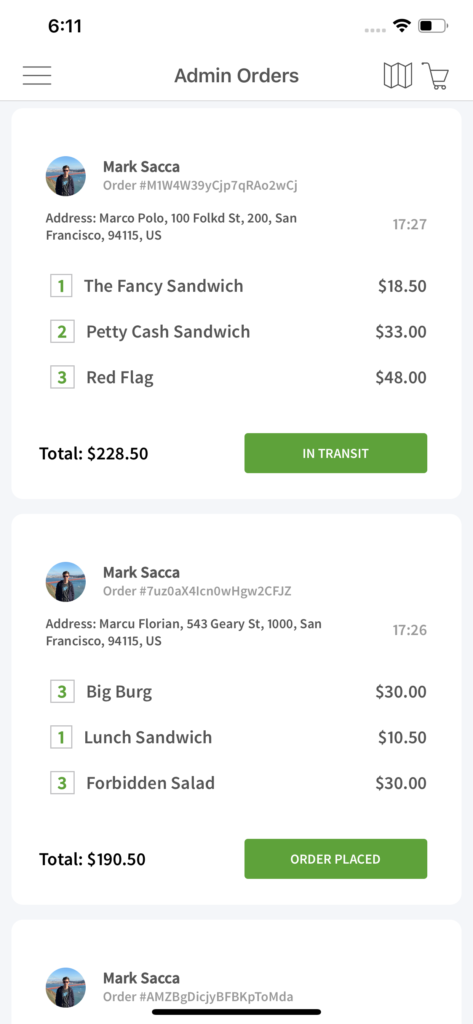 6:11
Admin Orders
Mark Sacca
Order #M1W4W39yCjp7qRAo2wCj
Address: Marco Polo, 100 Folkd St, 200, San
Francisco, 94115, US
17:27
1 The Fancy Sandwich $18.50
2 Petty Cash Sandwich $33.00
3 Red Flag $48.00
Total: $228.50
IN TRANSIT
Mark Sacca
Order #7uz0aX4Icn0wHgw2CFJZ
Address: Marcu Florian, 543 Geary St, 1000, San
Francisco, 94115, US
17:26
3 Big Burg $30.00
1 Lunch Sandwich $10.50
3 Forbidden Salad $30.00
Total: $190.50
ORDER PLACED
Mark Sacca
Order #AMZBgDicjyBFBKpToMda